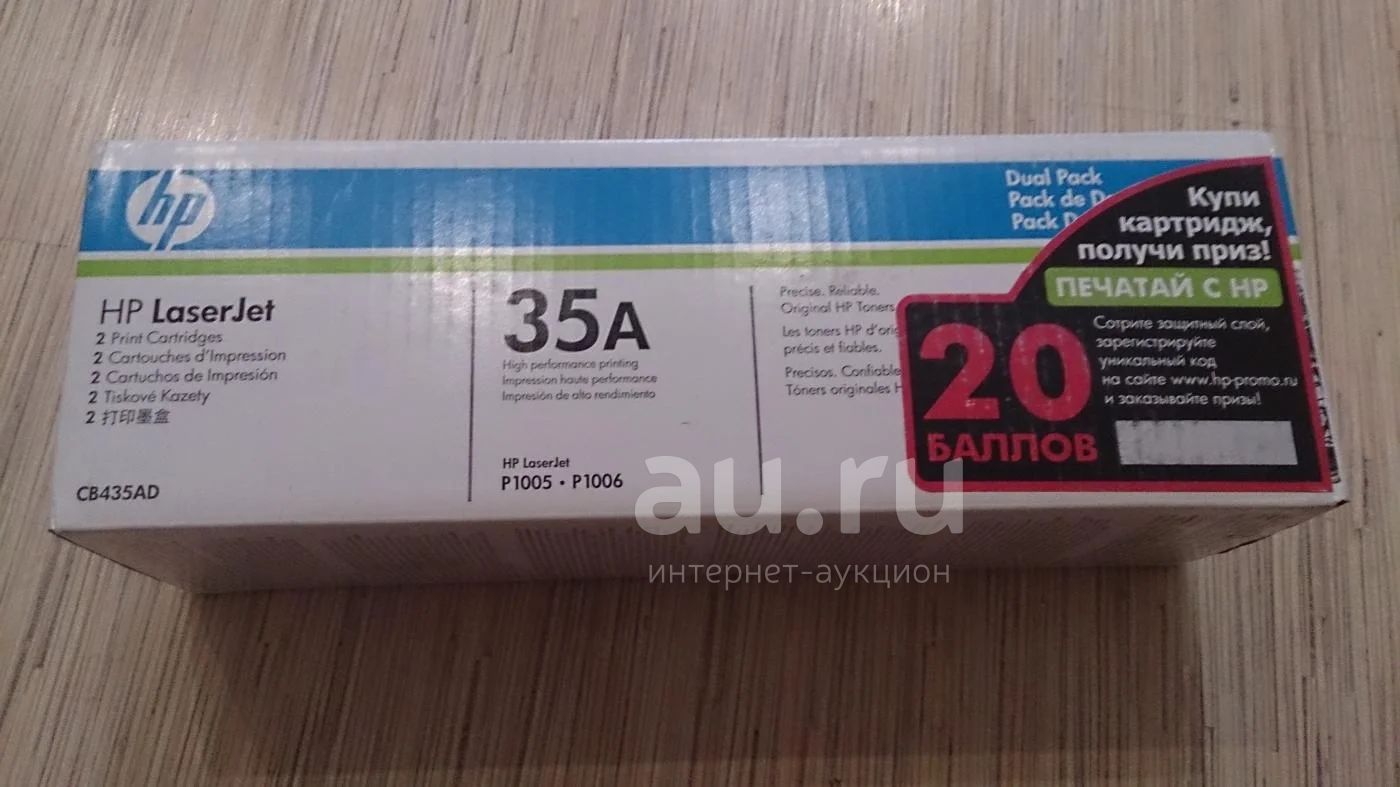 hp
Dual Pack
Pack de D
Pack D
HP LaserJet
2 Print Cartridges
2 Cartouches d'Impression
2 Cartuchos de Impresión
2 Tiskové Kazety
2 打印墨盒
CB435AD
35A
High performance printing
Impression haute performance
Impresión de alto rendimiento
HP LaserJet
P1005 • P1006
Precise. Reliable.
Original HP Toners
Les toners HP d'orig
précis et fiables.
Precisos. Confiable
Tóners originales H
Купи
картридж,
получи приз!
ПЕЧАТАЙ С HP
20
БАЛЛОВ
Сотрите защитный слой,
зарегистрируйте
уникальный код
на сайте www.hp-promo.ru
и заказывайте призы!
au.ru
интернет-аукцион